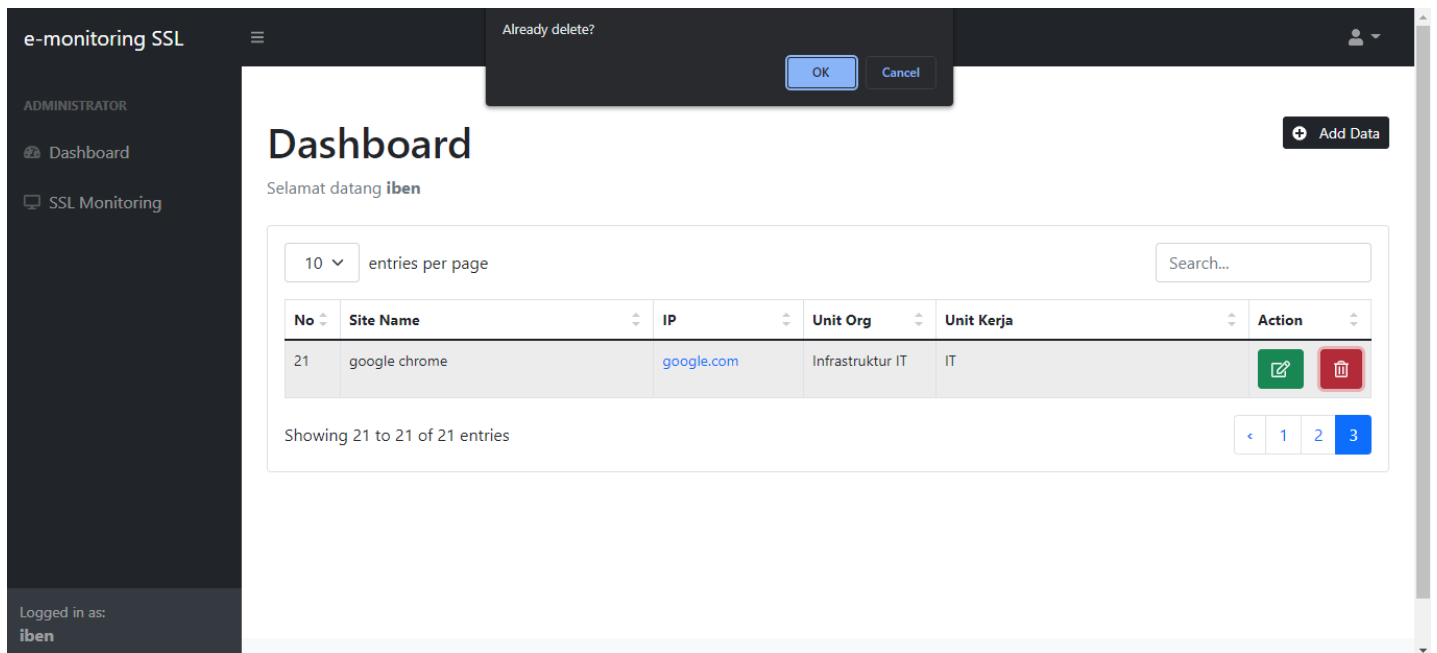 e-monitoring SSL
Already delete?
OK Cancel
ADMINISTRATOR
Dashboard
SSL Monitoring
Dashboard
Add Data
Selamat datang iben
10 entries per page
Search...
No Site Name IP Unit Org Unit Kerja Action
21 google chrome google.com Infrastruktur IT IT
Showing 21 to 21 of 21 entries
‹ 1 2 3
Logged in as:
iben